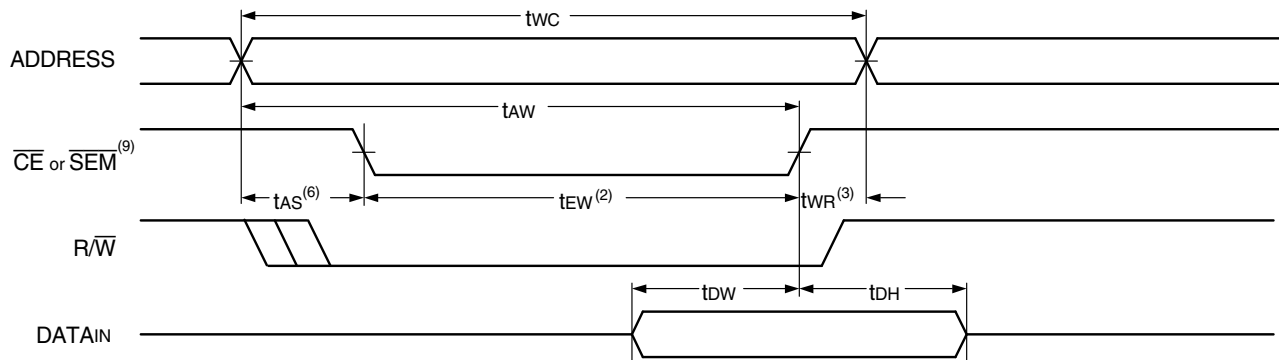 tWC
ADDRESS
tAW
CE or SEM(9)
tAS(6) tEW(2) tWR(3)
R/W
tDW tDH
DATAIN